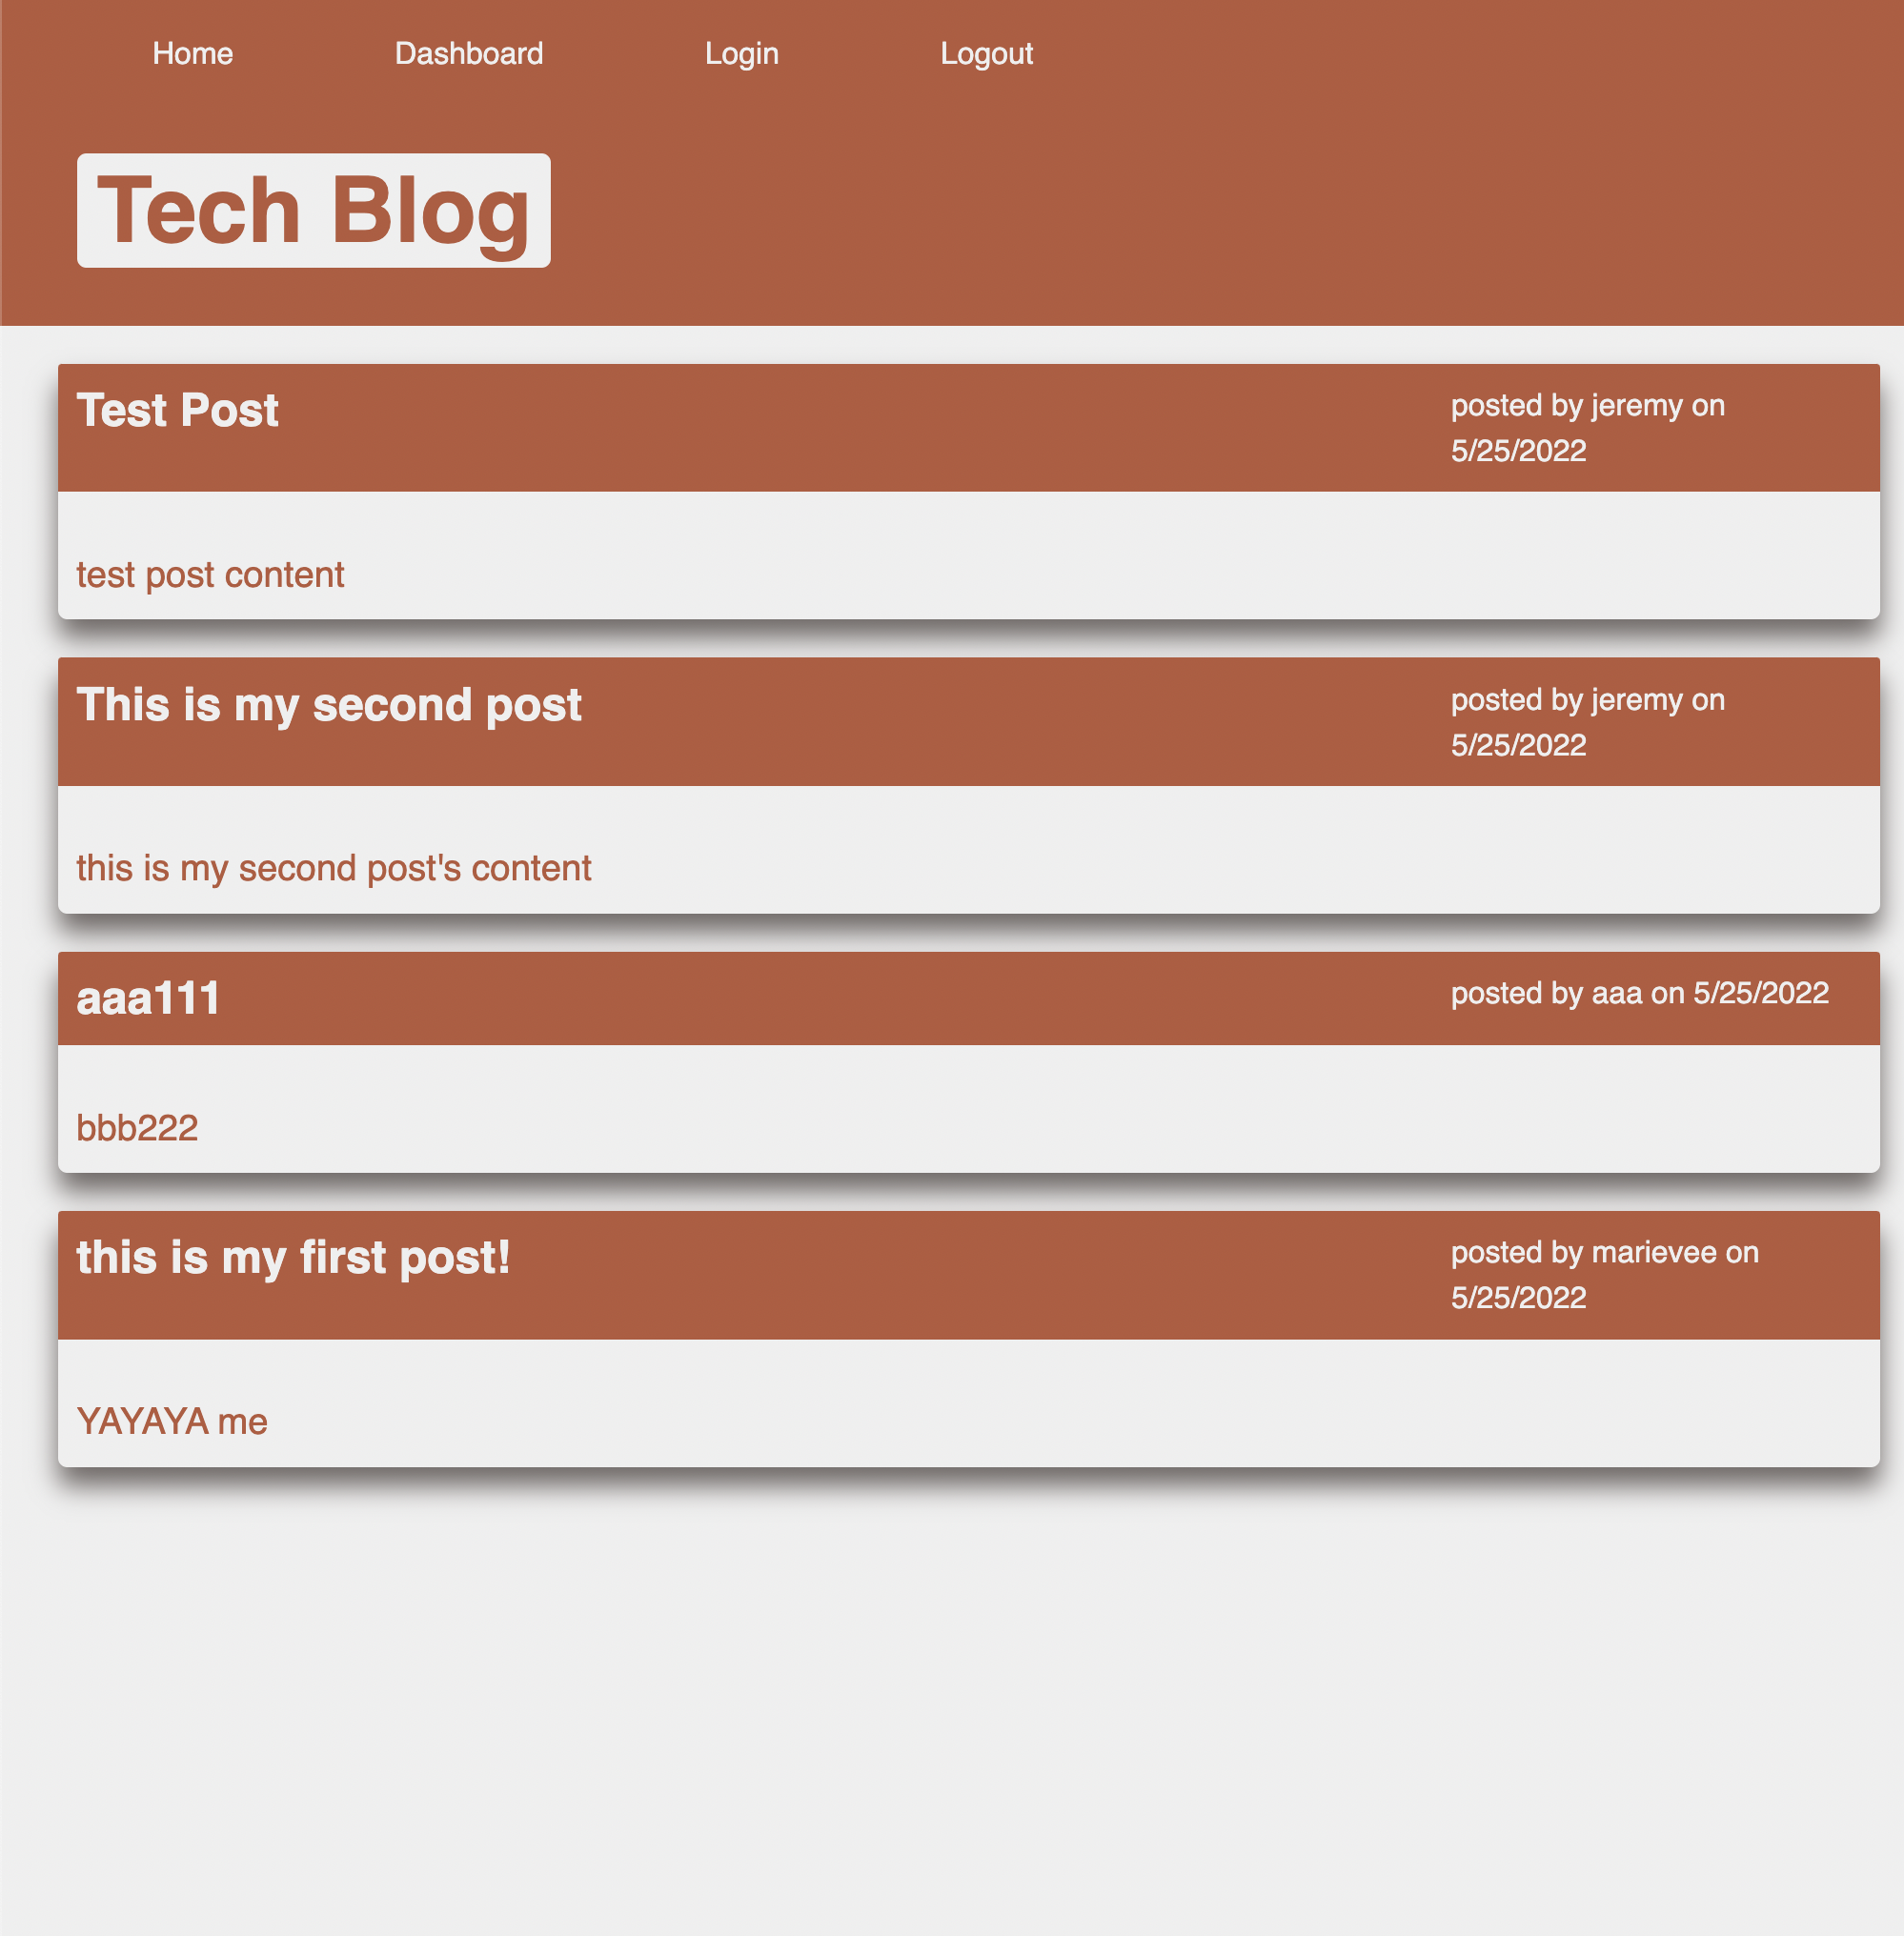 Home Dashboard Login Logout
Tech Blog
Test Post
posted by jeremy on
5/25/2022
test post content
This is my second post
posted by jeremy on
5/25/2022
this is my second post's content
aaa111
posted by aaa on 5/25/2022
bbb222
this is my first post!
posted by marievee on
5/25/2022
YAYAYA me